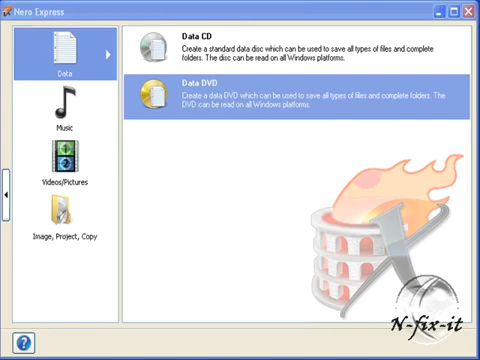 Nero Express
Data
Music
Videos/Pictures
Image, Project, Copy
Data CD
Create a standard data disc which can be used to save all types of files and complete
folders. The disc can be read on all Windows platforms.
Data DVD
Create a data DVD which can be used to save all types of files and complete folders. The
DVD can be read on all Windows platforms.
N-fix-it
?